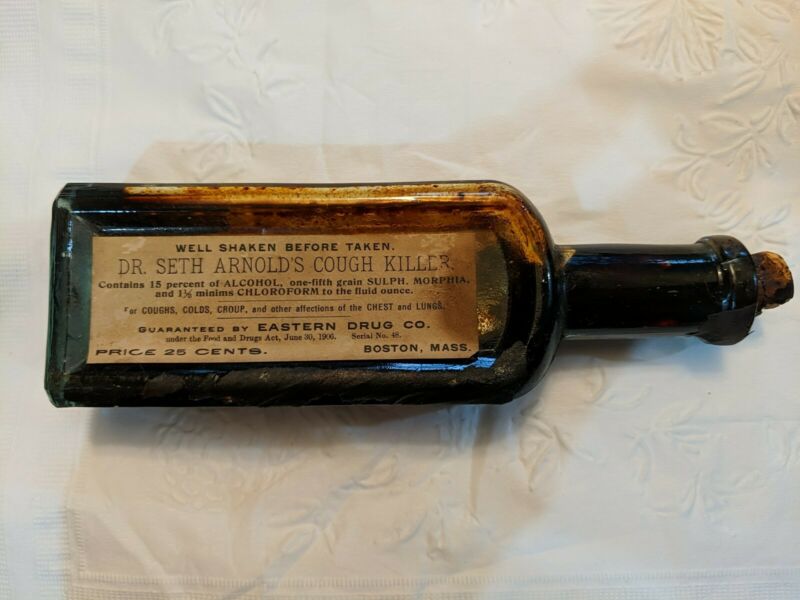 WELL SHAKEN BEFORE TAKEN.
DR. SETH ARNOLD'S COUGH KILLER.
Contains 15 percent of ALCOHOL, one-fifth grain SULPH. MORPHIA,
and 1⅗ minims CHLOROFORM to the fluid ounce.
For COUGHS, COLDS, CROUP, and other affections of the CHEST and LUNGS.
GUARANTEED BY EASTERN DRUG CO.
under the Food and Drugs Act, June 30, 1906. Serial No. 48.
PRICE 25 CENTS. BOSTON, MASS.